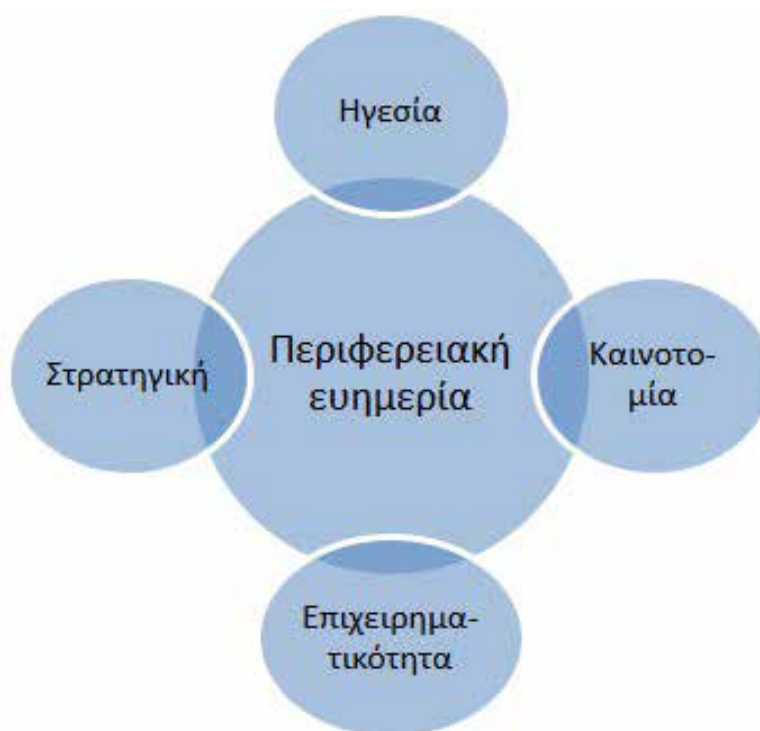 Ηγεσία
Στρατηγική
Περιφερειακή
ευημερία
Καινοτο-
μία
Επιχειρημα-
τικότητα